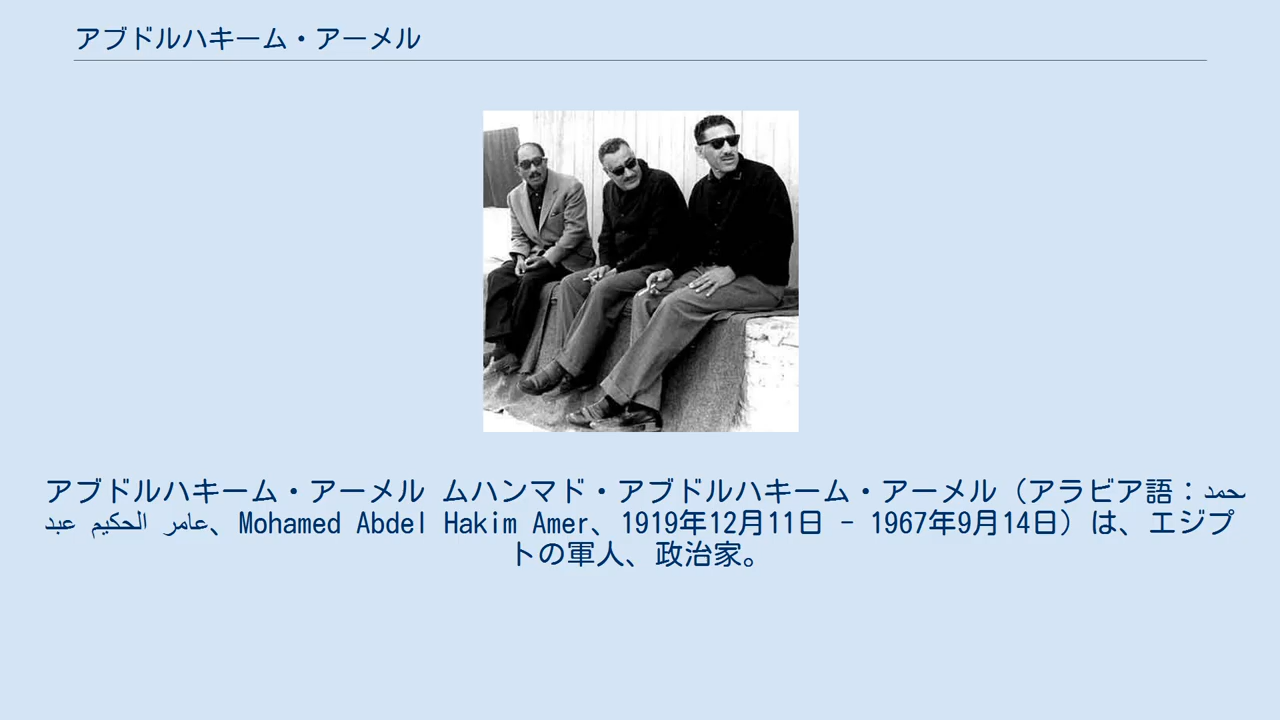 アブドルハキーム・アーメル
アブドルハキーム・アーメル ムハンマド・アブドルハキーム・アーメル（アラビア語：محمد
عامر الحكيم عبد、Mohamed Abdel Hakim Amer、1919年12月11日 - 1967年9月14日）は、エジプ
トの軍人、政治家。